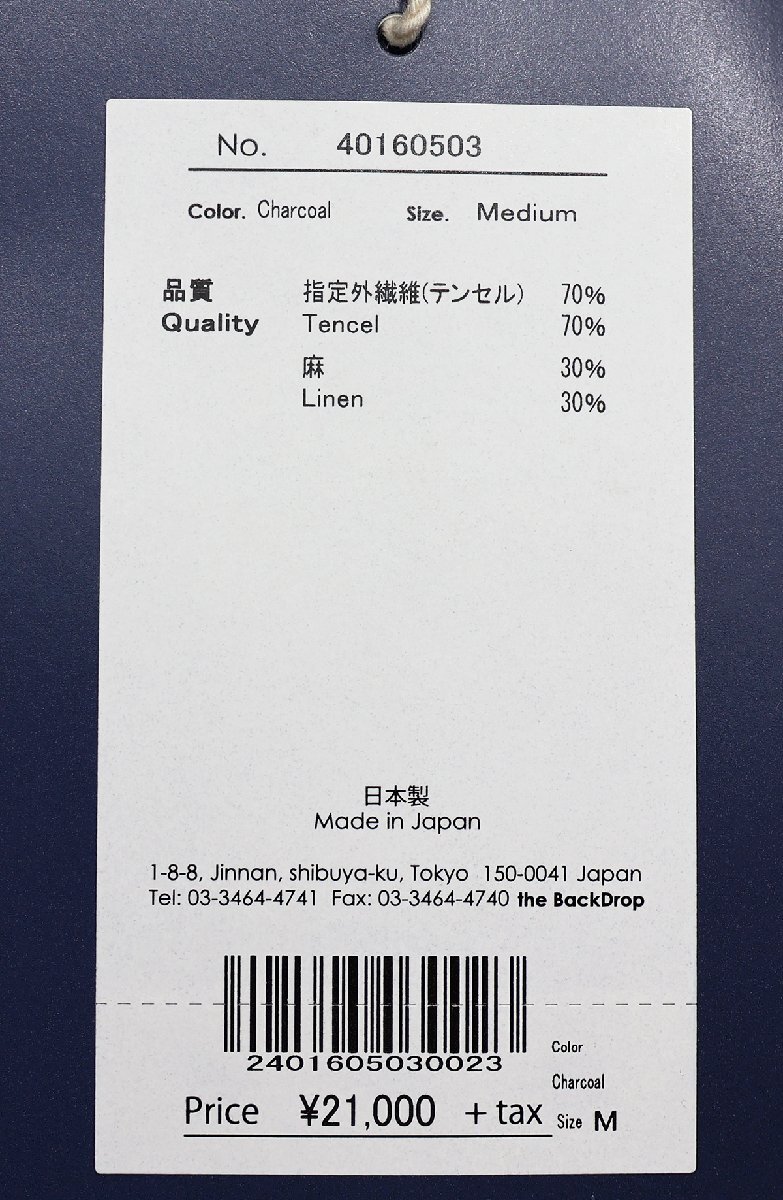 No. 40160503
Color. Charcoal Size. Medium
品質 指定外繊維(テンセル) 70%
Quality Tencel 70%
麻 30%
Linen 30%
日本製
Made in Japan
1-8-8, Jinnan, shibuya-ku, Tokyo 150-0041 Japan
Tel: 03-3464-4741 Fax: 03-3464-4740 the BackDrop
2401605030023
Color
Charcoal
Price ¥21,000 + tax Size M